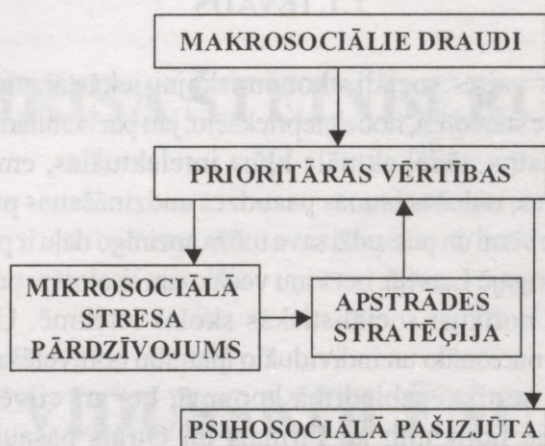 MAKROSOCIĀLIE DRAUDI
PRIORITĀRĀS VĒRTĪBAS
MIKROSOCIĀLĀ
STRESA
PĀRDZĪVOJUMS
APSTRĀDES
STRATĒĢIJA
PSIHOSOCIĀLĀ PAŠIZJŪTA